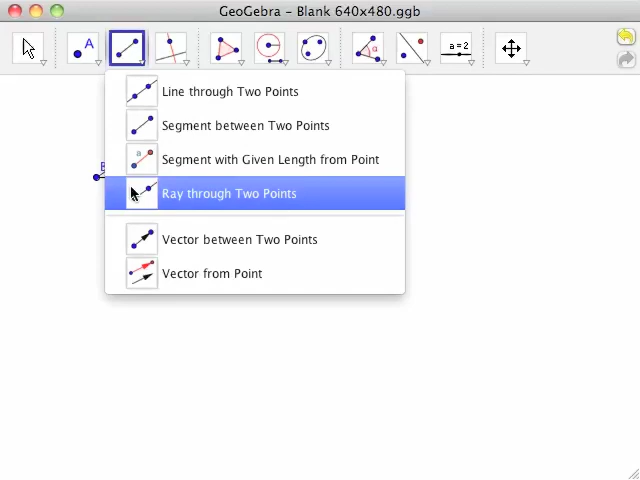 GeoGebra - Blank 640x480.ggb
A
α
a = 2
Line through Two Points
Segment between Two Points
a
Segment with Given Length from Point
B
Ray through Two Points
Vector between Two Points
Vector from Point